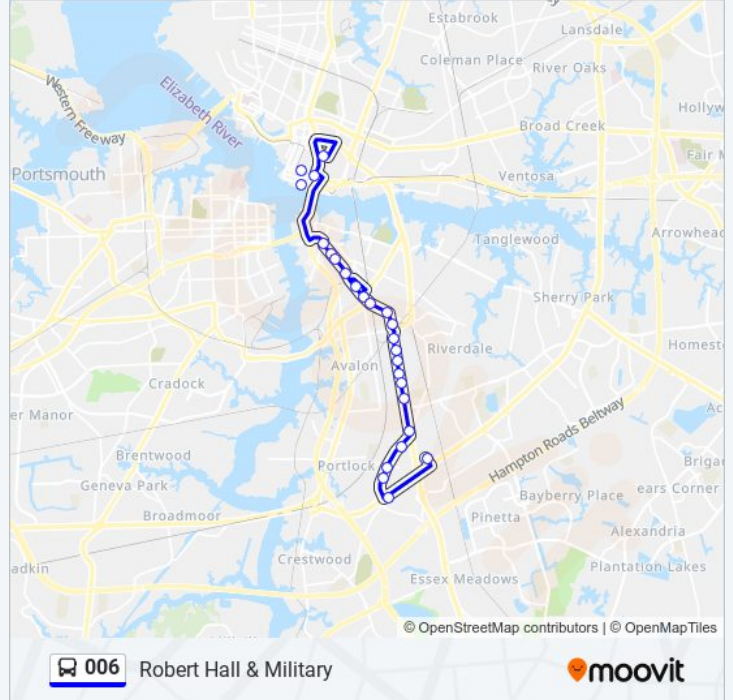 Estabrook
Lansdale
Coleman Place
River Oaks
Western Freeway
Elizabeth River
Hollyw
Broad Creek
Fair M
Portsmouth
Ventosa
Tanglewood
Arrowhead
Sherry Park
Riverdale
Homest
Avalon
Cradock
er Manor
Ac
Hampton Roads Beltway
Brentwood
Portlock
Brigad
Geneva Park
Bayberry Place
ears Corner
Broadmoor
Pinetta
Alexandria
Crestwood
Plantation Lakes
adkin
Essex Meadows
© OpenStreetMap contributors | © OpenMapTiles
006 Robert Hall & Military
moovit